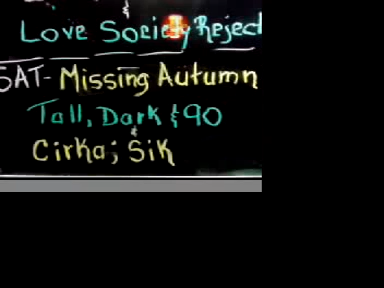 &
Love Society Reject
SAT- Missing Autumn
Tall, Dark & 90
&
Cirka; Sik